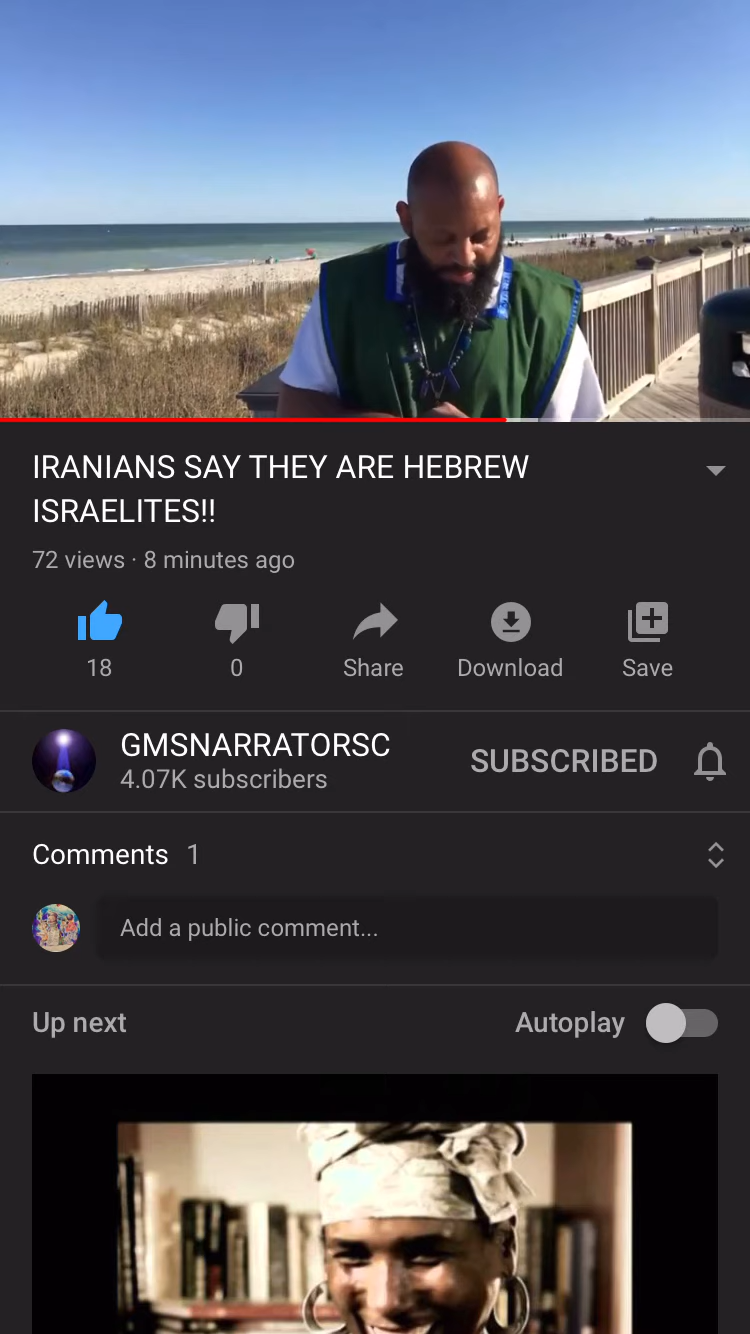 IRANIANS SAY THEY ARE HEBREW
ISRAELITES!!
72 views · 8 minutes ago
18
0
Share
Download
Save
GMSNARRATORSC
4.07K subscribers
SUBSCRIBED
Comments 1
Add a public comment...
Up next
Autoplay